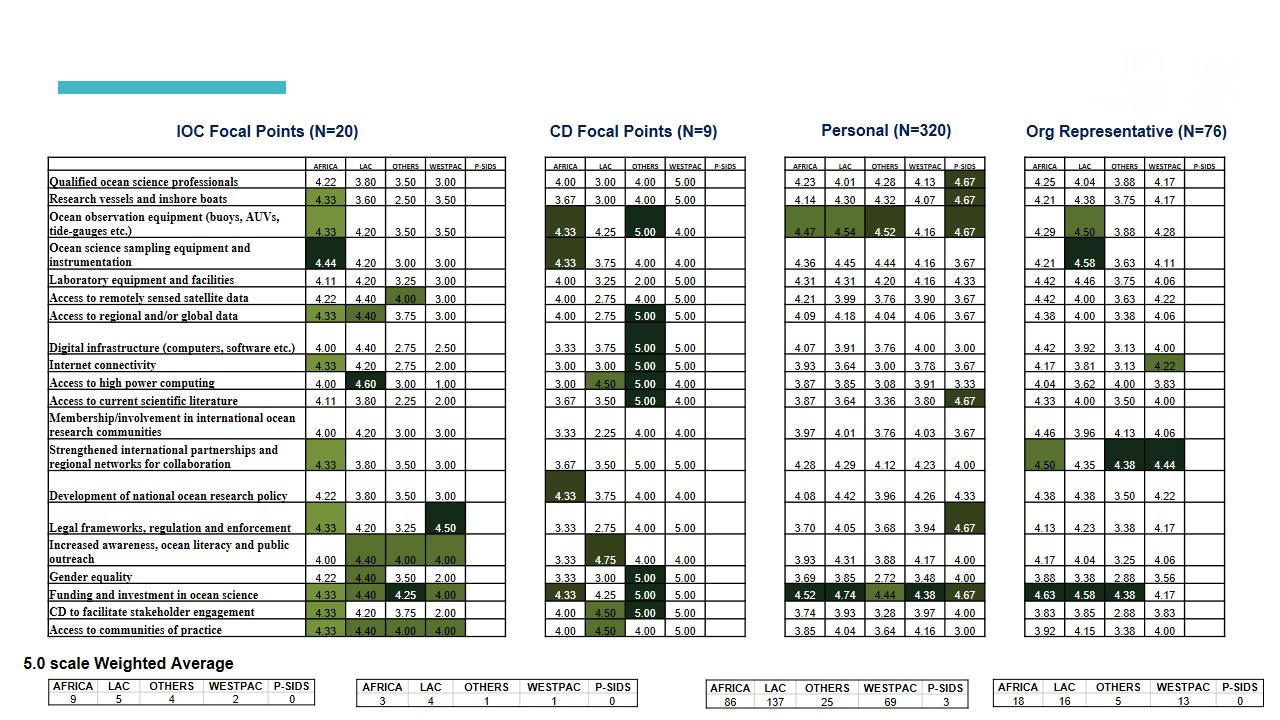 IOC Focal Points (N=20) CD Focal Points (N=9) Personal (N=320) Org Representative (N=76)
AFRICA LAC OTHERS WESTPAC P-SIDS AFRICA LAC OTHERS WESTPAC P-SIDS AFRICA LAC OTHERS WESTPAC P-SIDS AFRICA LAC OTHERS WESTPAC P-SIDS
Qualified ocean science professionals 4.22 3.80 3.50 3.00 4.00 3.00 4.00 5.00 4.23 4.01 4.28 4.13 4.67 4.25 4.04 3.88 4.17
Research vessels and inshore boats 4.33 3.60 2.50 3.50 3.67 3.00 4.00 5.00 4.14 4.30 4.32 4.07 4.67 4.21 4.38 3.75 4.17
Ocean observation equipment (buoys, AUVs,
tide-gauges etc.) 4.33 4.20 3.50 3.50 4.33 4.25 5.00 4.00 4.47 4.54 4.52 4.16 4.67 4.29 4.50 3.88 4.28
Ocean science sampling equipment and
instrumentation 4.44 4.20 3.00 3.00 4.33 3.75 4.00 4.00 4.36 4.45 4.44 4.16 3.67 4.21 4.58 3.63 4.11
Laboratory equipment and facilities 4.11 4.20 3.25 3.00 4.00 3.25 2.00 5.00 4.31 4.31 4.20 4.16 4.33 4.42 4.46 3.75 4.06
Access to remotely sensed satellite data 4.22 4.40 4.00 3.00 4.00 2.75 4.00 5.00 4.21 3.99 3.76 3.90 3.67 4.42 4.00 3.63 4.22
Access to regional and/or global data 4.33 4.40 3.75 3.00 4.00 2.75 5.00 5.00 4.09 4.18 4.04 4.06 3.67 4.38 4.00 3.38 4.06
Digital infrastructure (computers, software etc.) 4.00 4.40 2.75 2.50 3.33 3.75 5.00 5.00 4.07 3.91 3.76 4.00 3.00 4.42 3.92 3.13 4.00
Internet connectivity 4.33 4.20 2.75 2.00 3.00 3.00 5.00 5.00 3.93 3.64 3.00 3.78 3.67 4.17 3.81 3.13 4.22
Access to high power computing 4.00 4.60 3.00 1.00 3.00 4.50 5.00 4.00 3.87 3.85 3.08 3.91 3.33 4.04 3.62 4.00 3.83
Access to current scientific literature 4.11 3.80 2.25 2.00 3.67 3.50 5.00 4.00 3.87 3.64 3.36 3.80 4.67 4.33 4.00 3.50 4.00
Membership/involvement in international ocean
research communities 4.00 4.20 3.00 3.00 3.33 2.25 4.00 4.00 3.97 4.01 3.76 4.03 3.67 4.46 3.96 4.13 4.06
Strengthened international partnerships and
regional networks for collaboration 4.33 3.80 3.50 3.00 3.67 3.50 5.00 5.00 4.28 4.29 4.12 4.23 4.00 4.50 4.35 4.38 4.44
Development of national ocean research policy 4.22 3.80 3.50 3.00 4.33 3.75 4.00 4.00 4.08 4.42 3.96 4.26 4.33 4.38 4.38 3.50 4.22
Legal frameworks, regulation and enforcement 4.33 4.20 3.25 4.50 3.33 2.75 4.00 5.00 3.70 4.05 3.68 3.94 4.67 4.13 4.23 3.38 4.17
Increased awareness, ocean literacy and public
outreach 4.00 4.40 4.00 4.00 3.33 4.75 4.00 4.00 3.93 4.31 3.88 4.17 4.00 4.17 4.04 3.25 4.06
Gender equality 4.22 4.40 3.50 2.00 3.33 3.00 5.00 4.00 3.69 3.85 2.72 3.48 4.00 3.88 3.38 2.88 3.56
Funding and investment in ocean science 4.33 4.40 4.25 4.00 4.33 4.25 5.00 5.00 4.52 4.74 4.44 4.38 4.67 4.63 4.58 4.38 4.17
CD to facilitate stakeholder engagement 4.33 4.20 3.75 2.00 4.00 4.50 5.00 5.00 3.74 3.93 3.28 3.97 4.00 3.83 3.85 2.88 3.83
Access to communities of practice 4.33 4.40 4.00 4.00 4.00 4.50 4.00 5.00 3.85 4.04 3.64 4.16 3.00 3.92 4.15 3.38 4.00
5.0 scale Weighted Average
AFRICA LAC OTHERS WESTPAC P-SIDS AFRICA LAC OTHERS WESTPAC P-SIDS AFRICA LAC OTHERS WESTPAC P-SIDS AFRICA LAC OTHERS WESTPAC P-SIDS
9 5 4 2 0 3 4 1 1 0 86 137 25 69 3 18 16 5 13 0